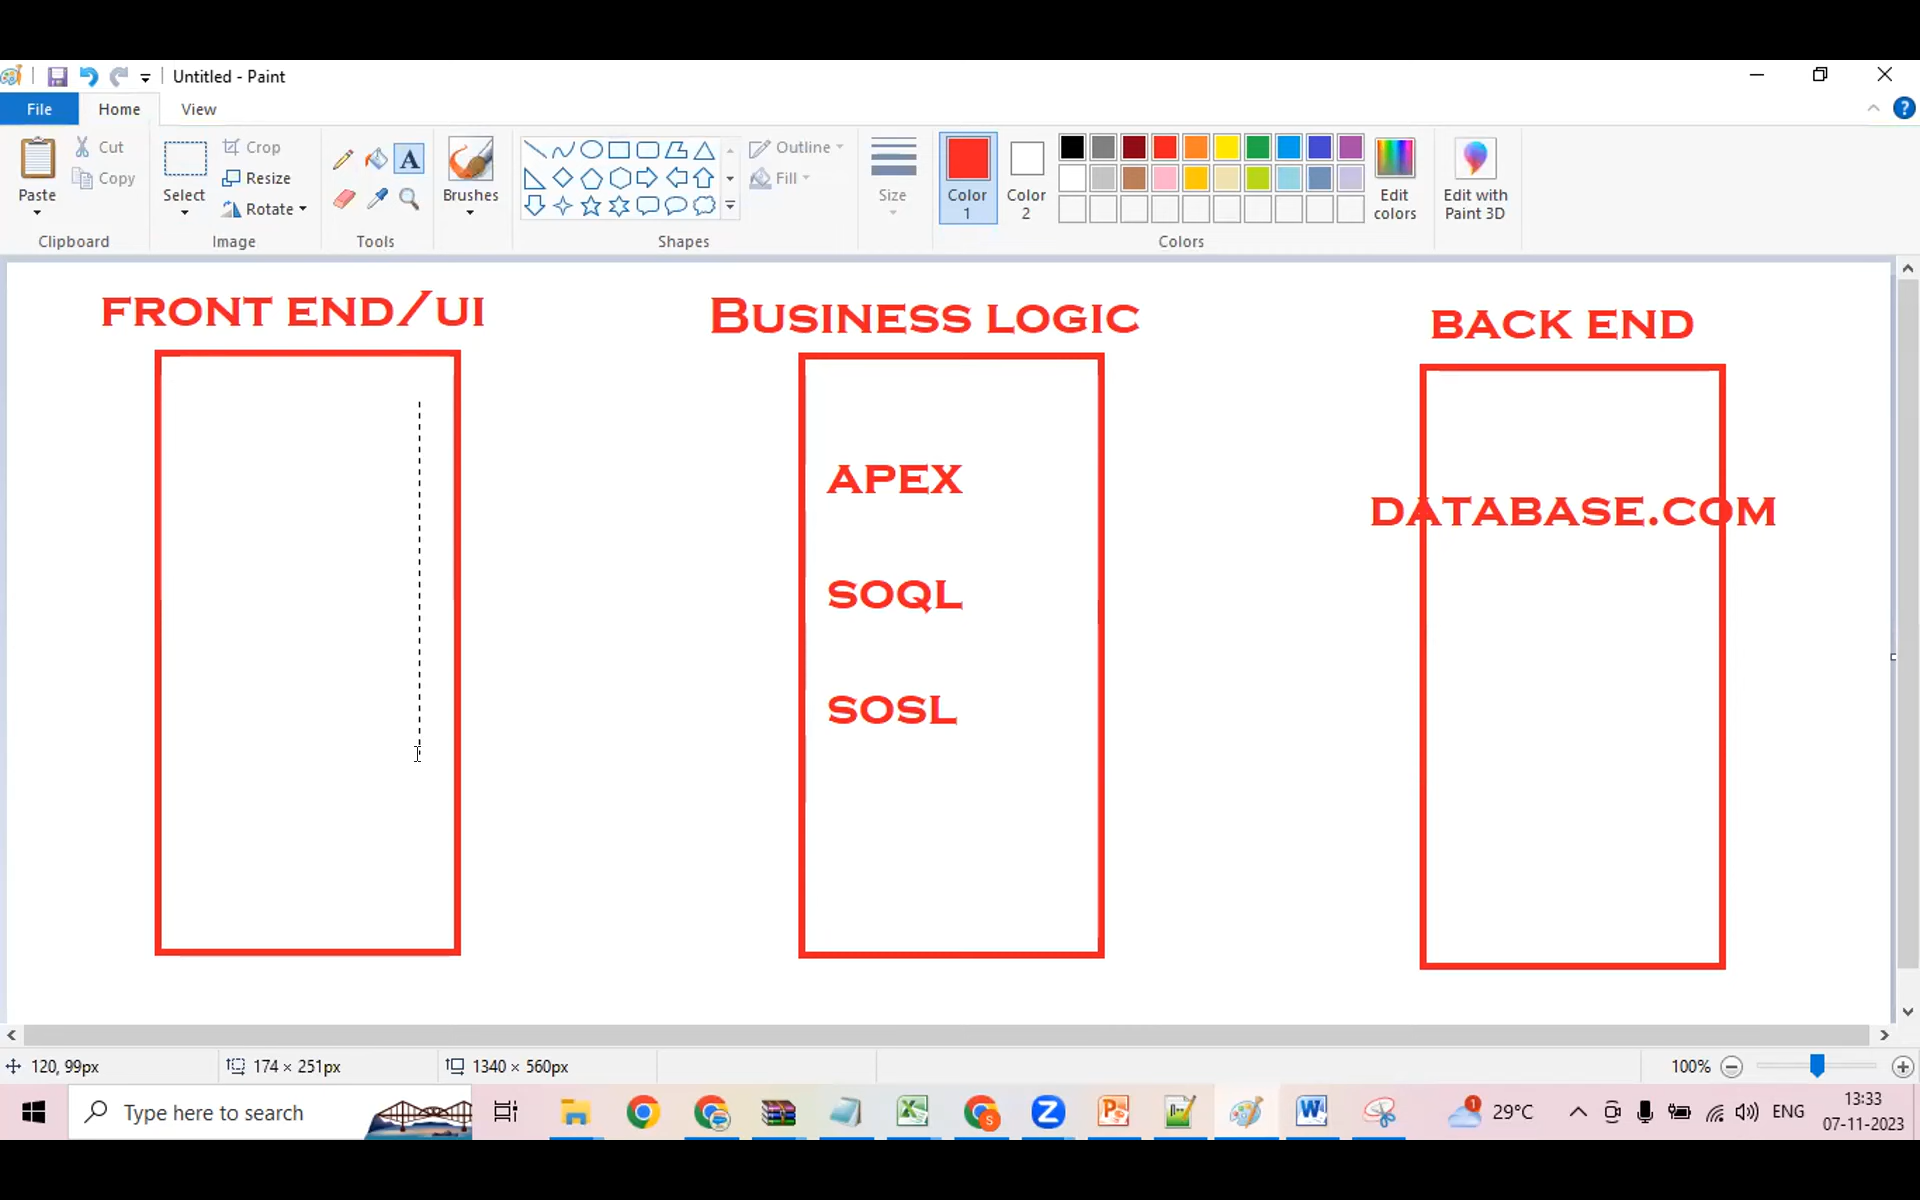 Untitled - Paint
File Home View
Paste Cut Copy
Select Crop Resize Rotate
A
Brushes
Outline Fill
Size
Color 1
Color 2
Edit colors
Edit with Paint 3D
Clipboard Image Tools Shapes Colors
FRONT END/UI BUSINESS LOGIC BACK END
APEX
DATABASE.COM
SOQL
SOSL
120, 99px 174 × 251px 1340 × 560px 100%
Type here to search 29°C ENG 13:33
07-11-2023